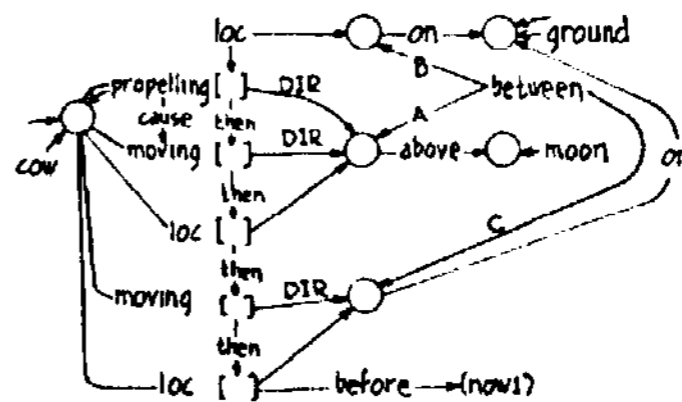 loc on ground
B
propelling [ ] DIR between
cause then A
moving [ ] DIR above moon
cow on
then
loc [ ] C
then
moving [ ] DIR
then
loc [ ] before (now1)